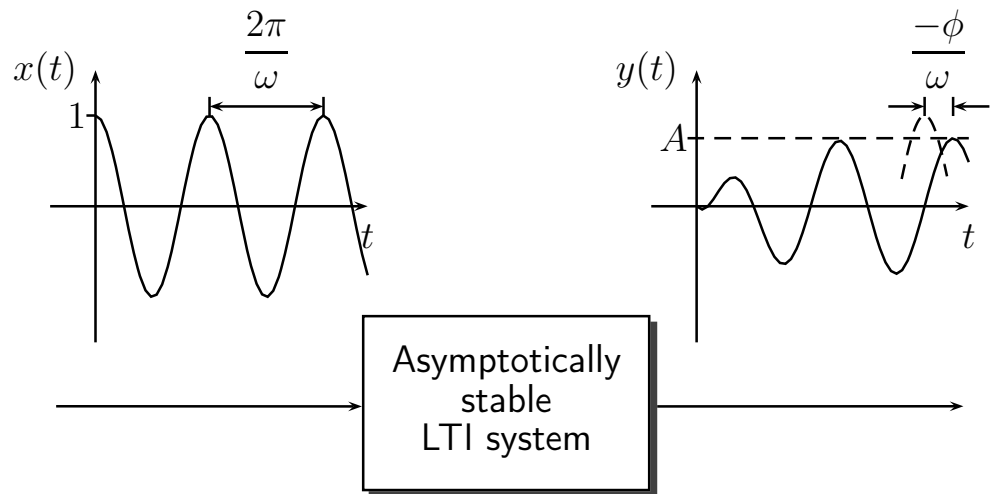 x(t)
2π
ω
1
t
y(t)
−ϕ
ω
A
t
Asymptotically
stable
LTI system